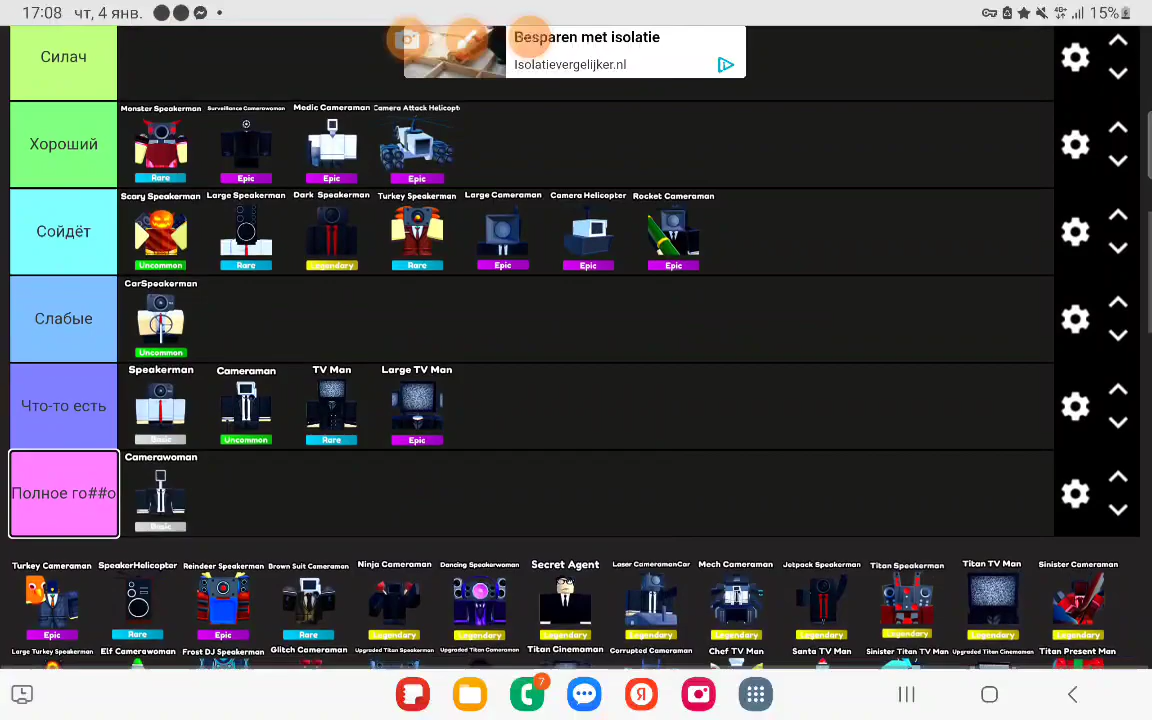 17:08 чт, 4 янв.
15%
Besparen met isolatie
Isolatievergelijker.nl
Силач
Хороший
Monster Speakerman Surveillance Camerawoman Medic Cameraman Camera Attack Helicopt
Rare Epic Epic Epic
Сойдёт
Scary Speakerman Large Speakerman Dark Speakerman Turkey Speakerman Large Cameraman Camera Helicopter Rocket Cameraman
Uncommon Rare Legendary Rare Epic Epic Epic
Слабые
CarSpeakerman
Uncommon
Что-то есть
Speakerman Cameraman TV Man Large TV Man
Basic Uncommon Rare Epic
Полное го##о
Camerawoman
Basic
Turkey Cameraman SpeakerHelicopter Reindeer Speakerman Brown Suit Cameraman Ninja Cameraman Dancing Speakerwoman Secret Agent Laser CameramanCar Mech Cameraman Jetpack Speakerman Titan Speakerman Titan TV Man Sinister Cameraman
Epic Rare Epic Rare Legendary Legendary Legendary Legendary Legendary Legendary Legendary Legendary Legendary
Large Turkey Speakerman Elf Camerawoman Frost DJ Speakerman Glitch Cameraman Upgraded Titan Speakerman Upgraded Titan Cameraman Titan Cinemaman Corrupted Cameraman Chef TV Man Santa TV Man Sinister Titan TV Man Upgraded Titan Cinemaman Titan Present Man
7
Я